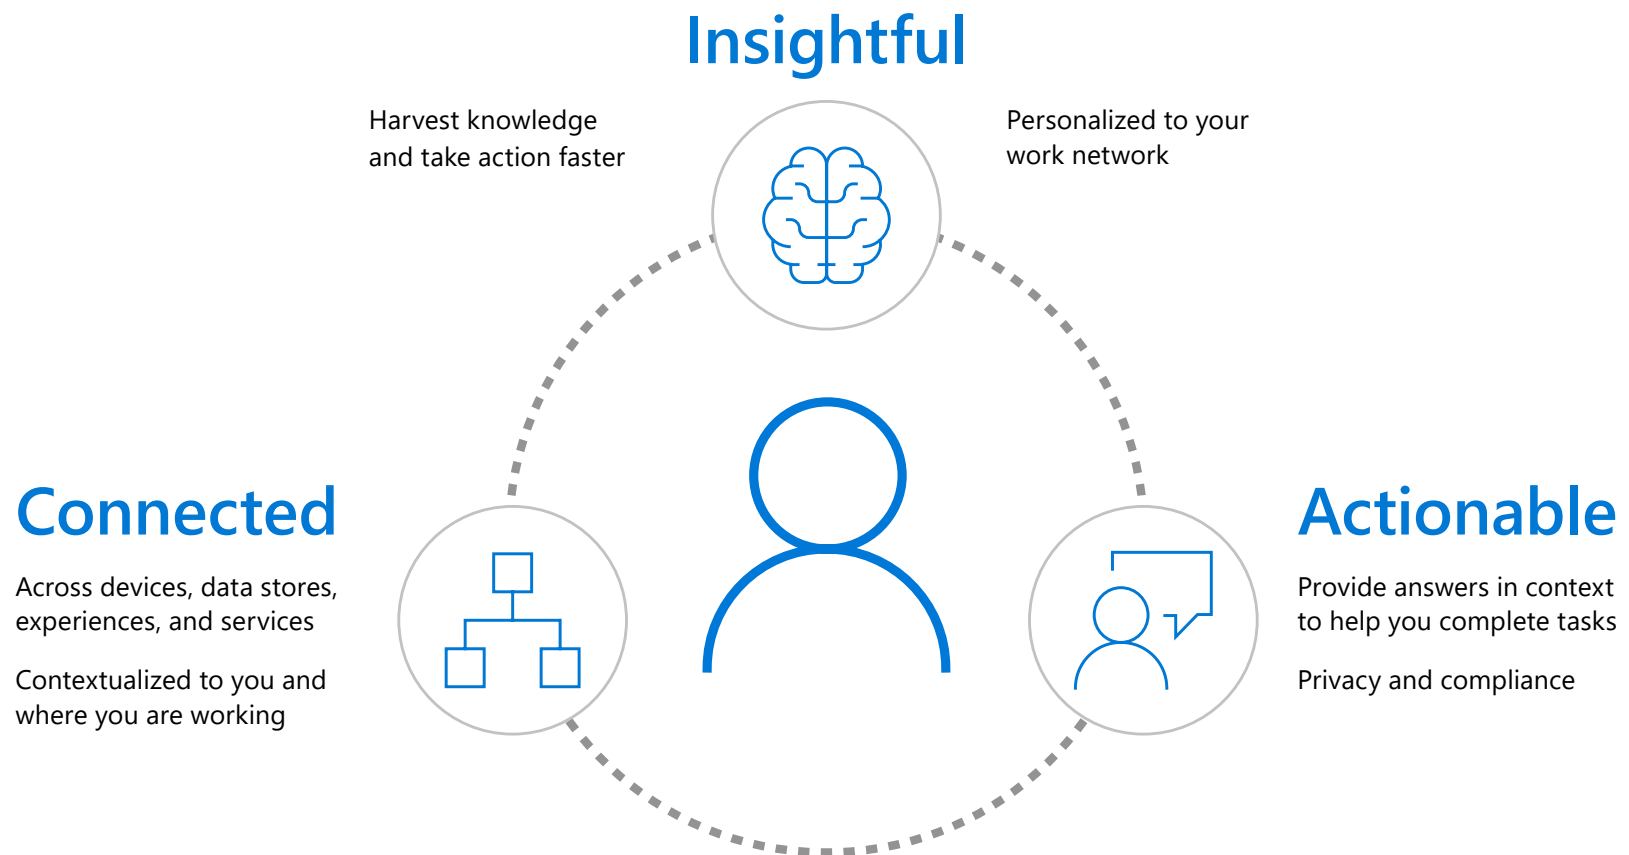 Insightful
Harvest knowledge
and take action faster
Personalized to your
work network
Connected
Across devices, data stores,
experiences, and services
Contextualized to you and
where you are working
Actionable
Provide answers in context
to help you complete tasks
Privacy and compliance